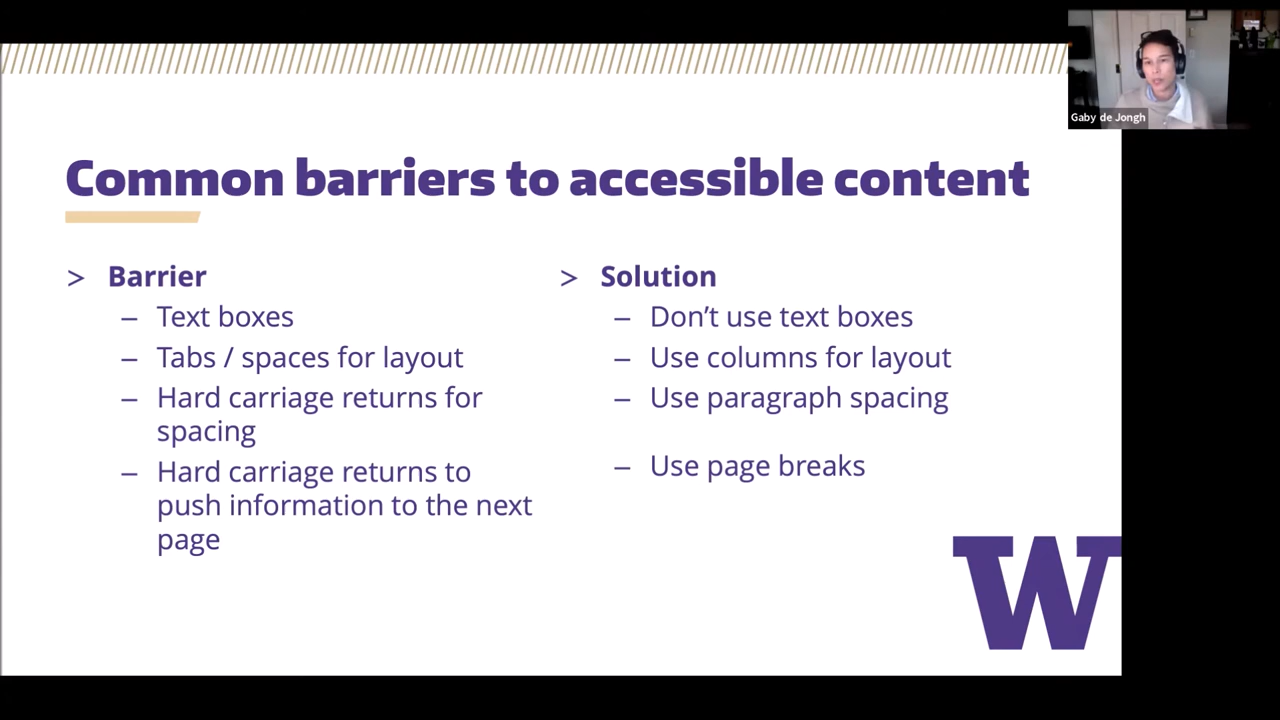 Gaby de Jongh
Common barriers to accessible content
> Barrier
– Text boxes
– Tabs / spaces for layout
– Hard carriage returns for
spacing
– Hard carriage returns to
push information to the next
page
> Solution
– Don’t use text boxes
– Use columns for layout
– Use paragraph spacing
– Use page breaks
W